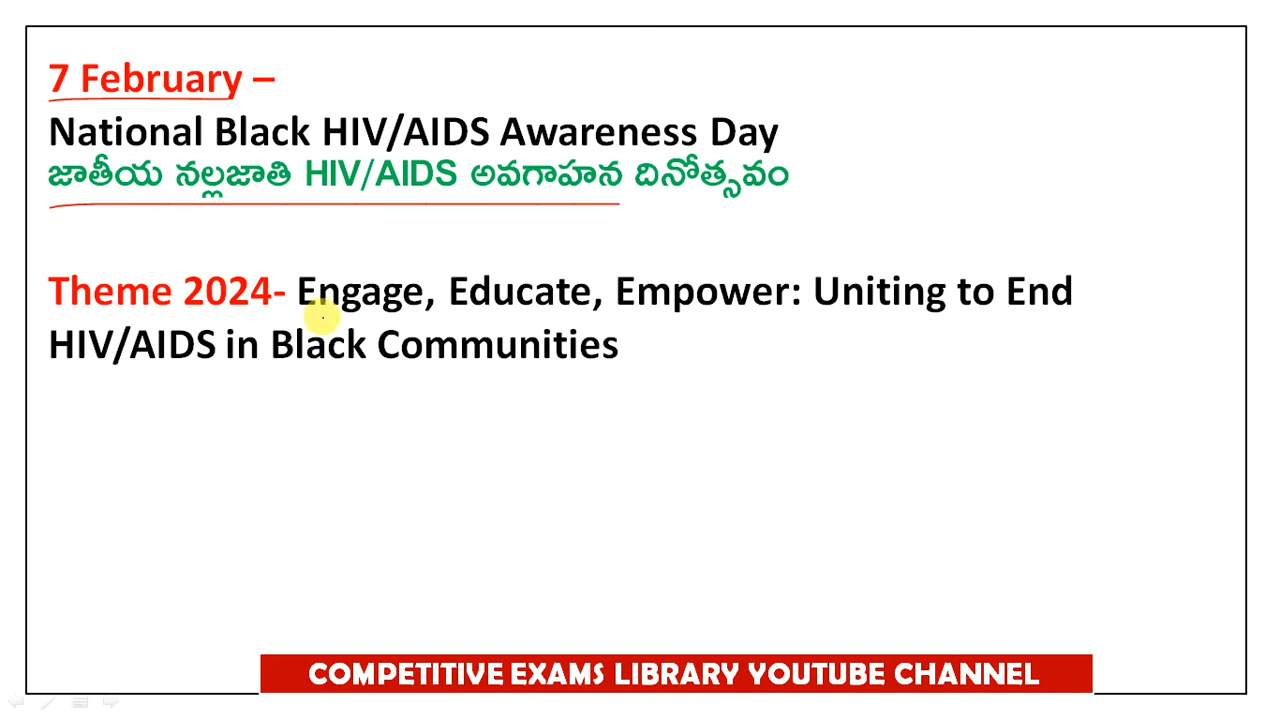 7 February –
National Black HIV/AIDS Awareness Day
జాతీయ నల్లజాతి HIV/AIDS అవగాహన దినోత్సవం
Theme 2024- Engage, Educate, Empower: Uniting to End
HIV/AIDS in Black Communities
COMPETITIVE EXAMS LIBRARY YOUTUBE CHANNEL